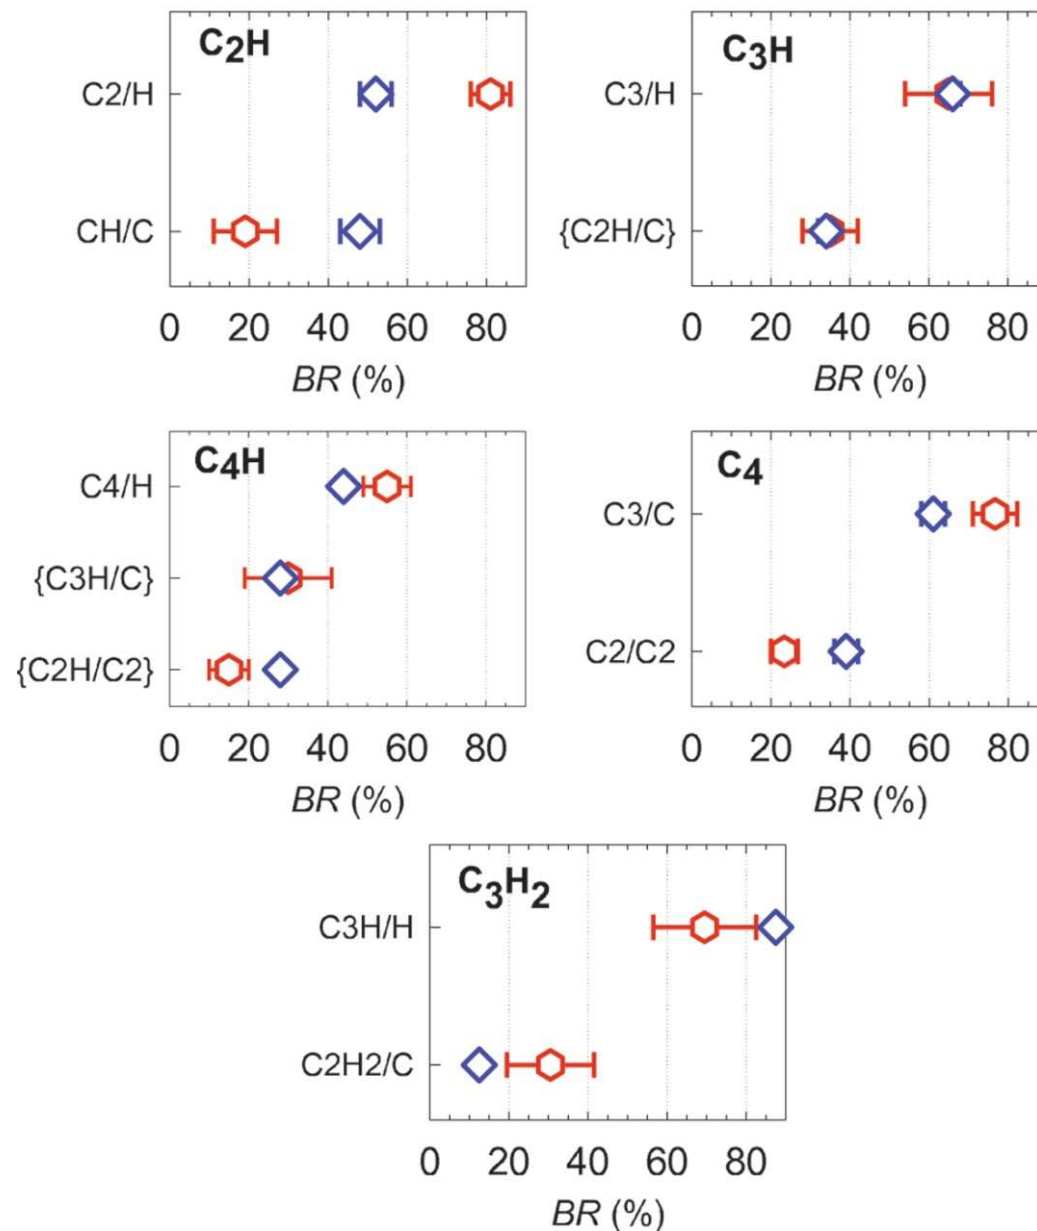 C₂H
C2/H
CH/C
0 20 40 60 80
BR (%)
C₃H
C3/H
{C2H/C}
0 20 40 60 80
BR (%)
C₄H
C4/H
{C3H/C}
{C2H/C2}
0 20 40 60 80
BR (%)
C₄
C3/C
C2/C2
0 20 40 60 80
BR (%)
C₃H₂
C3H/H
C2H2/C
0 20 40 60 80
BR (%)